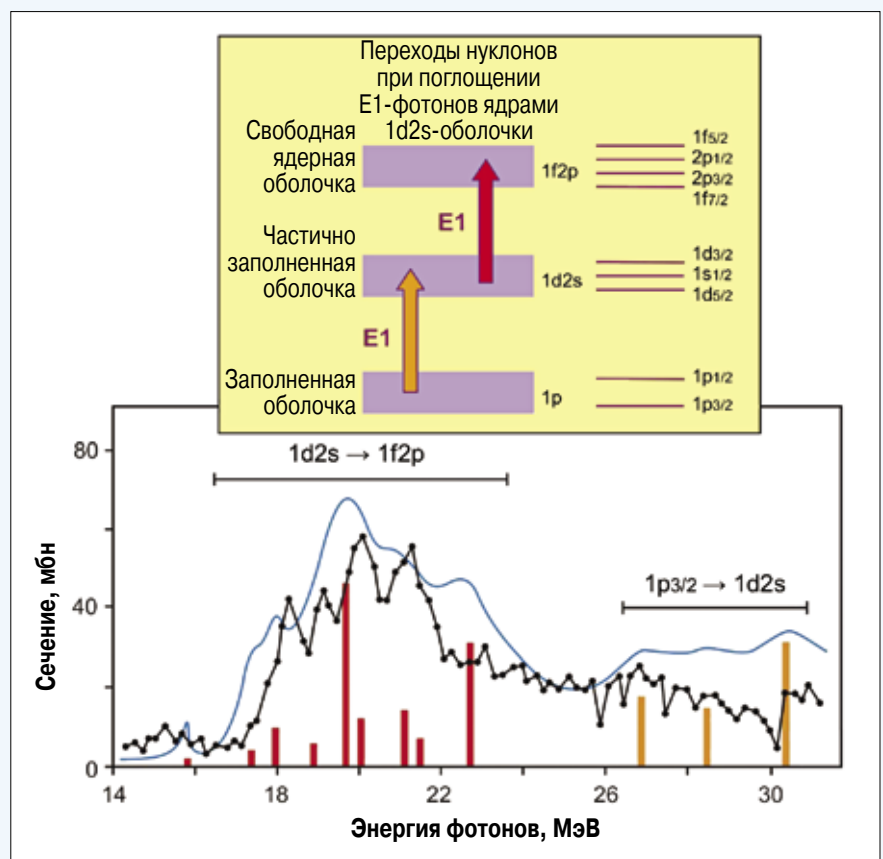 Переходы нуклонов
при поглощении
E1-фотонов ядрами
1d2s-оболочки
Свободная
ядерная
оболочка
1f2p
1f5/2
2p1/2
2p3/2
1f7/2
E1
Частично
заполненная
оболочка
1d2s
1d3/2
1s1/2
1d5/2
E1
Заполненная
оболочка
1p
1p1/2
1p3/2
1d2s → 1f2p
1p3/2 → 1d2s
80
40
0
Сечение, мбн
14 18 22 26 30
Энергия фотонов, МэВ